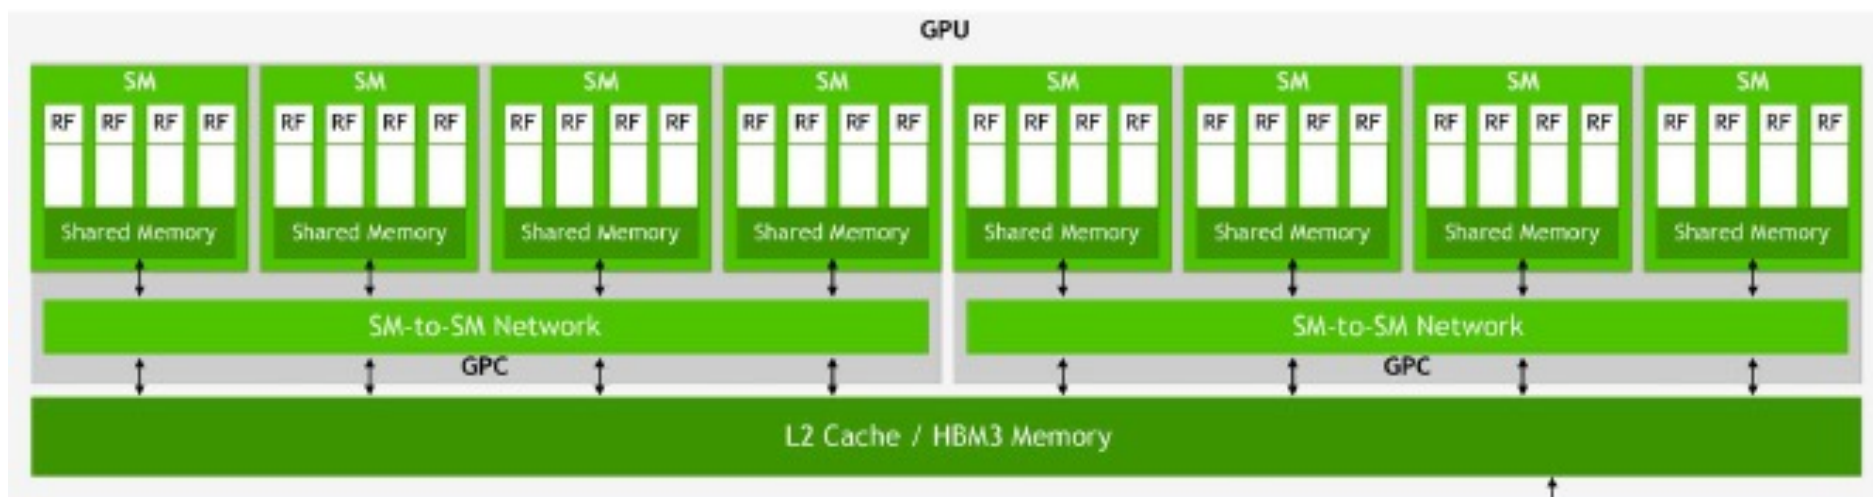 GPU
SM SM SM SM SM SM SM SM
RF RF RF RF RF RF RF RF RF RF RF RF RF RF RF RF RF RF RF RF RF RF RF RF RF RF RF RF RF RF RF RF
Shared Memory Shared Memory Shared Memory Shared Memory Shared Memory Shared Memory Shared Memory Shared Memory
SM-to-SM Network SM-to-SM Network
GPC GPC
L2 Cache / HBM3 Memory